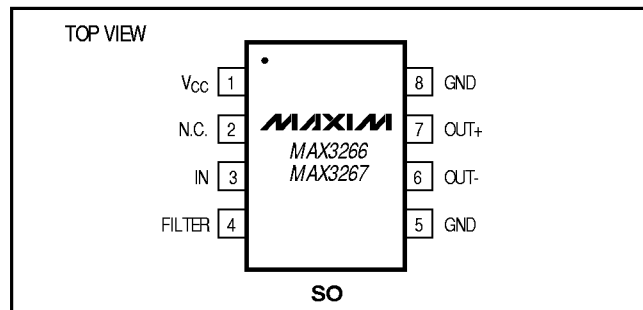 TOP VIEW
VCC 1
8 GND
N.C. 2
MAXIM
7 OUT+
MAX3266
MAX3267
IN 3
6 OUT-
FILTER 4
5 GND
SO